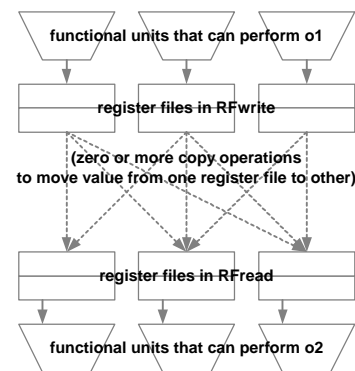 functional units that can perform o1
register files in RFwrite
(zero or more copy operations
to move value from one register file to other)
register files in RFread
functional units that can perform o2